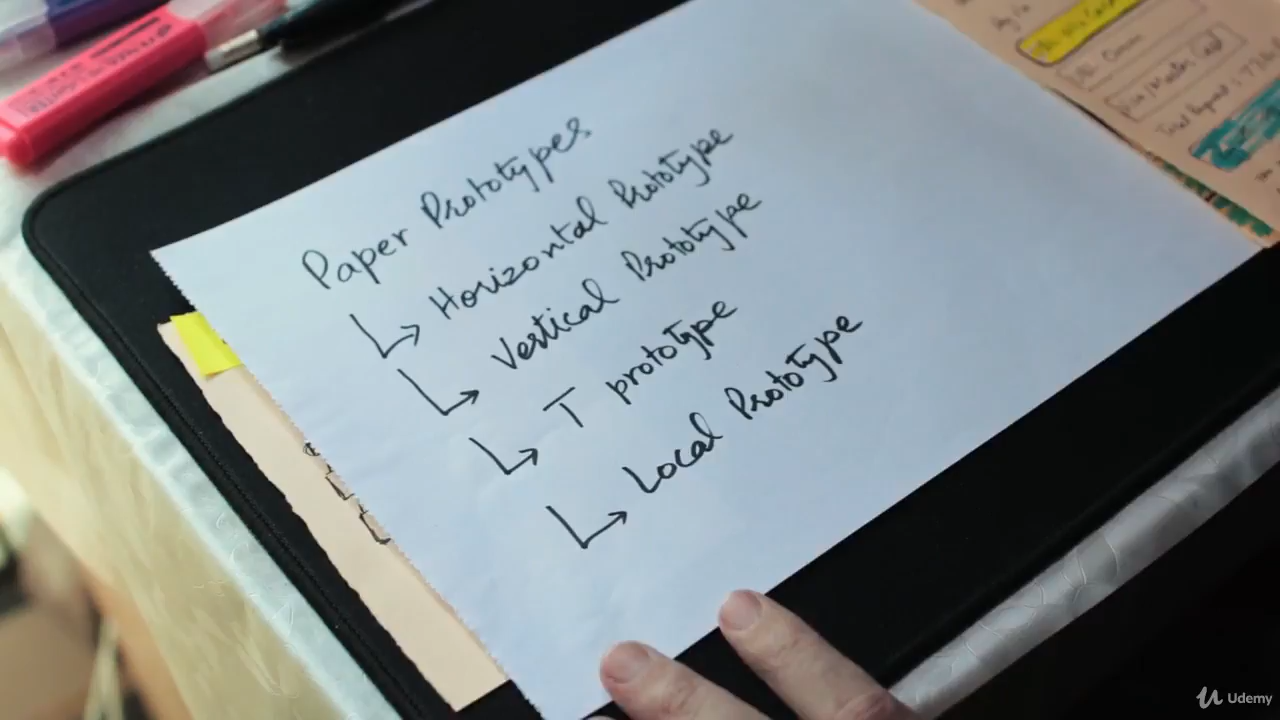 Paper Prototypes
Horizontal Prototype
Vertical Prototype
T prototype
Local Prototype
Udemy